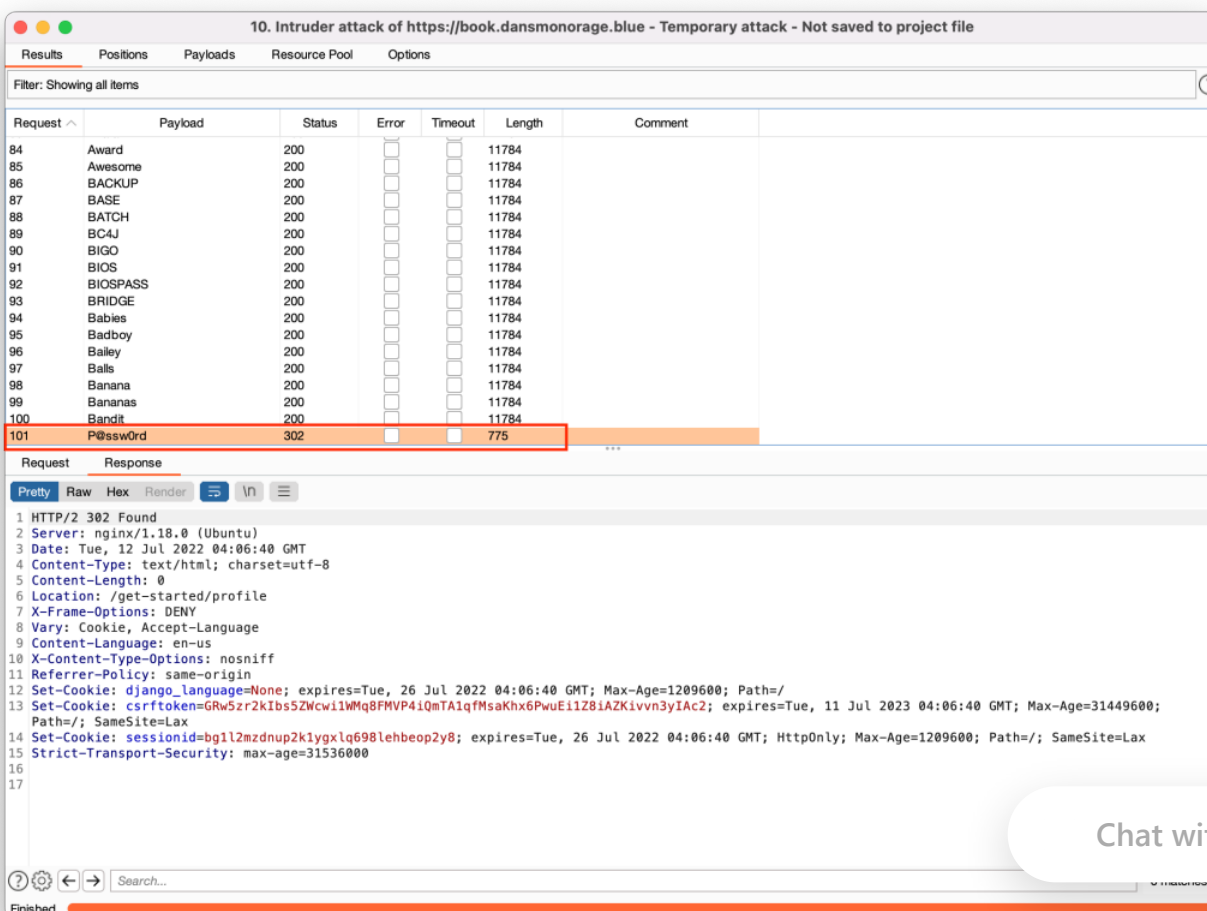 10. Intruder attack of https://book.dansmonorage.blue - Temporary attack - Not saved to project file
Results Positions Payloads Resource Pool Options
Filter: Showing all items
Request Payload Status Error Timeout Length Comment
84 Award 200 11784
85 Awesome 200 11784
86 BACKUP 200 11784
87 BASE 200 11784
88 BATCH 200 11784
89 BC4J 200 11784
90 BIGO 200 11784
91 BIOS 200 11784
92 BIOSPASS 200 11784
93 BRIDGE 200 11784
94 Babies 200 11784
95 Badboy 200 11784
96 Bailey 200 11784
97 Balls 200 11784
98 Banana 200 11784
99 Bananas 200 11784
100 Bandit 200 11784
101 P@ssw0rd 302 775
Request Response
Pretty Raw Hex Render \n
1 HTTP/2 302 Found
2 Server: nginx/1.18.0 (Ubuntu)
3 Date: Tue, 12 Jul 2022 04:06:40 GMT
4 Content-Type: text/html; charset=utf-8
5 Content-Length: 0
6 Location: /get-started/profile
7 X-Frame-Options: DENY
8 Vary: Cookie, Accept-Language
9 Content-Language: en-us
10 X-Content-Type-Options: nosniff
11 Referrer-Policy: same-origin
12 Set-Cookie: django_language=None; expires=Tue, 26 Jul 2022 04:06:40 GMT; Max-Age=1209600; Path=/
13 Set-Cookie: csrftoken=GRw5zr2kIbs5ZWcwi1WMq8FMVP4iQmTA1qfMsaKhx6PwuEi1Z8iAZKivvn3yIAc2; expires=Tue, 11 Jul 2023 04:06:40 GMT; Max-Age=31449600;
Path=/; SameSite=Lax
14 Set-Cookie: sessionid=bg1l2mzdnup2k1ygxlq698lehbeop2y8; expires=Tue, 26 Jul 2022 04:06:40 GMT; HttpOnly; Max-Age=1209600; Path=/; SameSite=Lax
15 Strict-Transport-Security: max-age=31536000
16
17
Chat wi
Search... matches
Finished